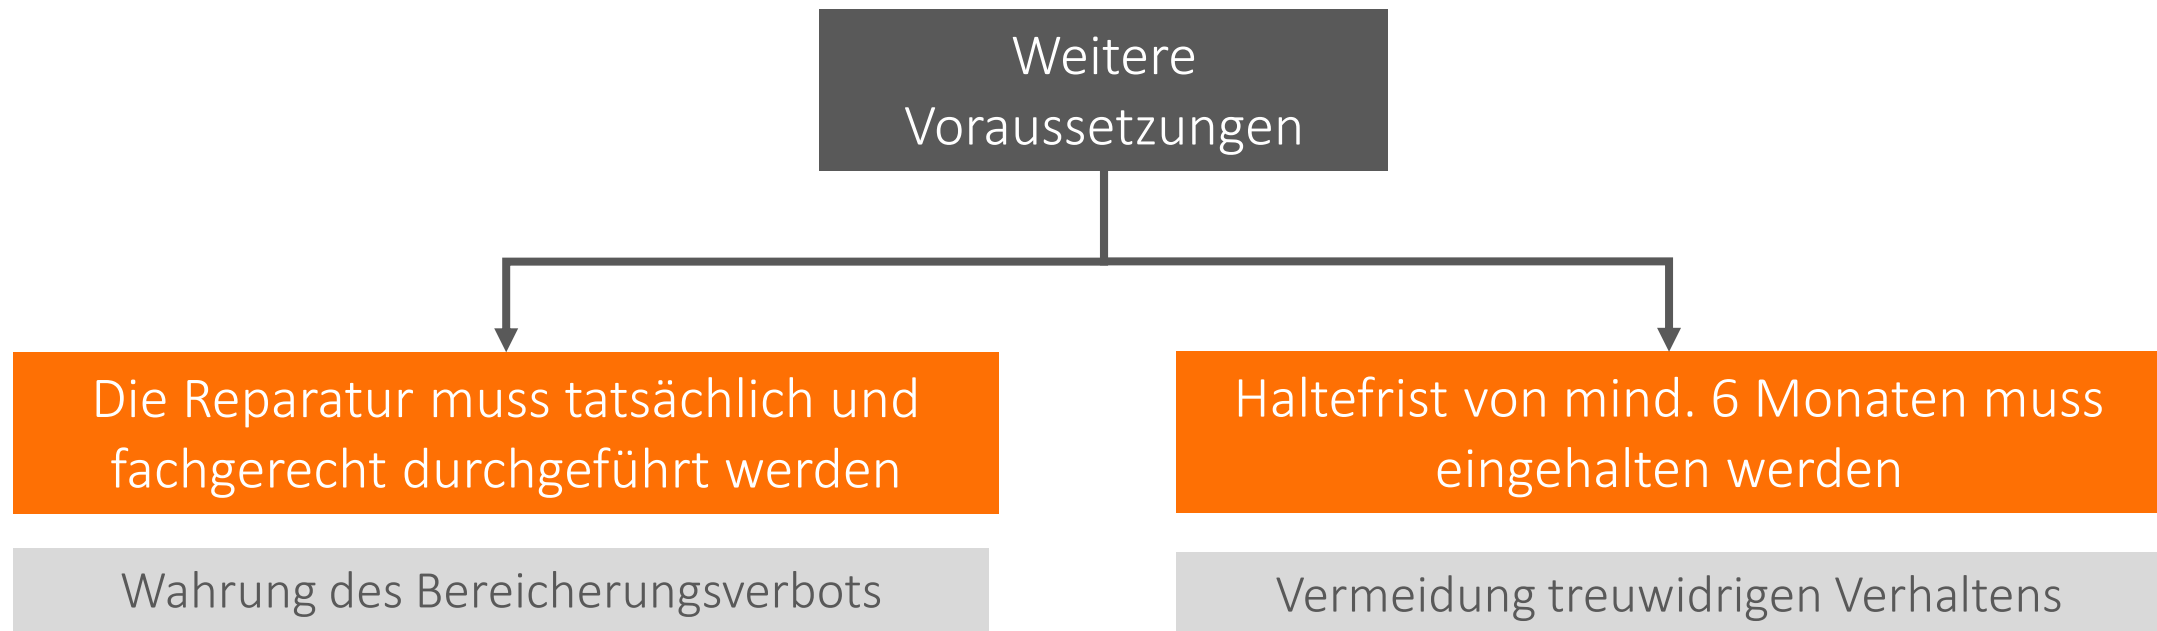 Weitere
Voraussetzungen
Die Reparatur muss tatsächlich und
fachgerecht durchgeführt werden
Haltefrist von mind. 6 Monaten muss
eingehalten werden
Wahrung des Bereicherungsverbots
Vermeidung treuwidrigen Verhaltens